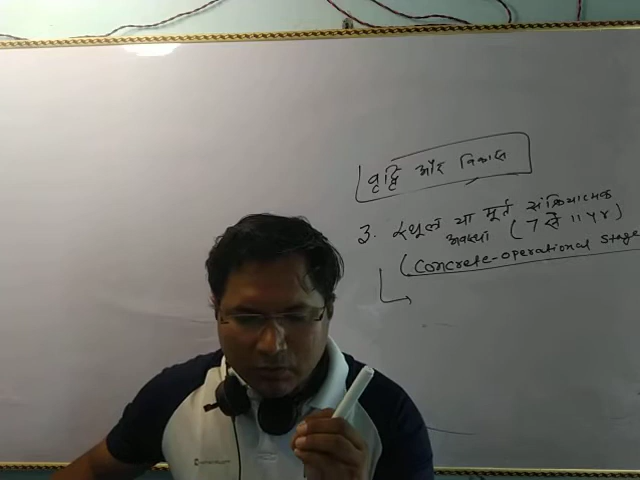 वृद्धि और विकास
3. स्थूल या मूर्त संक्रियात्मक
अवस्था (7 से 11 yr)
(Concrete-operational stage